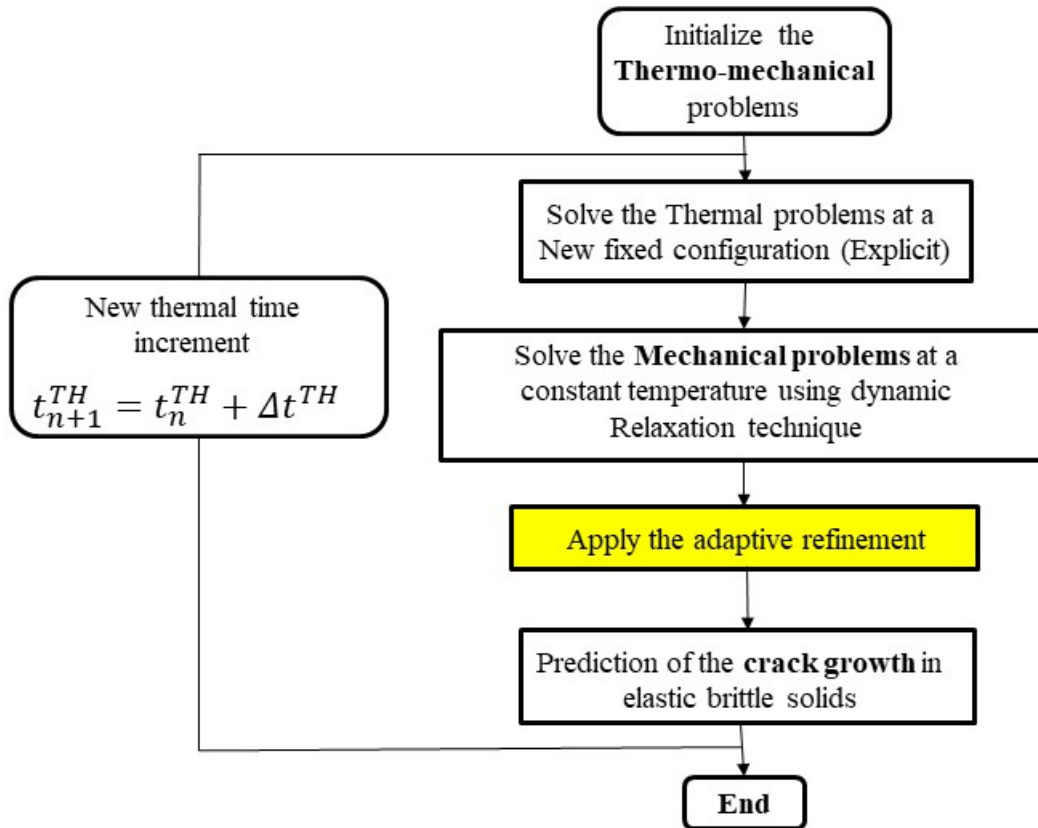 Initialize the
Thermo-mechanical
problems
Solve the Thermal problems at a
New fixed configuration (Explicit)
New thermal time
increment
t_{n+1}^{TH} = t_n^{TH} + Δt^{TH}
Solve the Mechanical problems at a
constant temperature using dynamic
Relaxation technique
Apply the adaptive refinement
Prediction of the crack growth in
elastic brittle solids
End